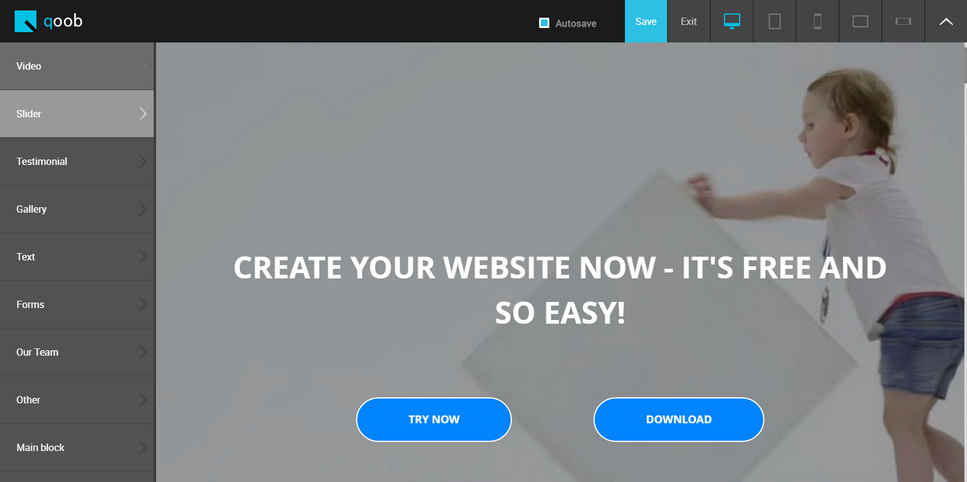 qoob
Autosave
Save
Exit
Video
Slider
Testimonial
Gallery
Text
Forms
Our Team
Other
Main block
CREATE YOUR WEBSITE NOW - IT'S FREE AND
SO EASY!
TRY NOW
DOWNLOAD